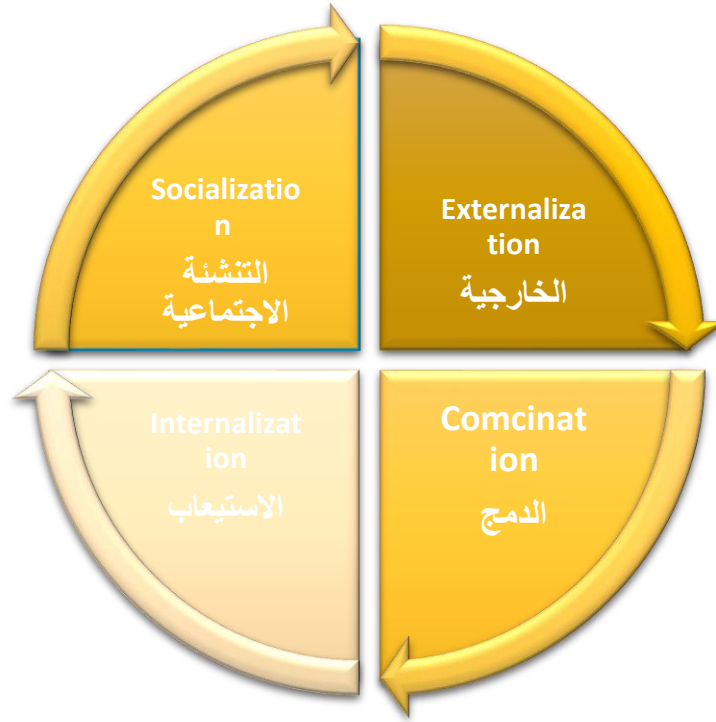 Socializatio
n
التنشئة
الاجتماعية
Externaliza
tion
الخارجية
Internalizat
ion
الاستيعاب
Comcinat
ion
الدمج